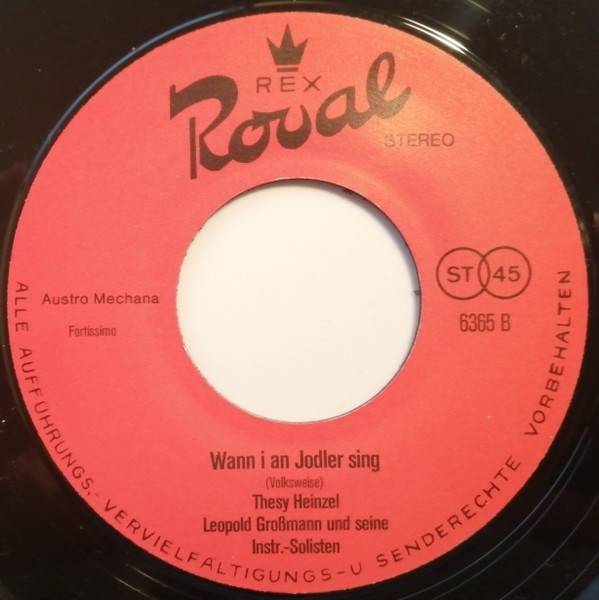 REX
Royal
STEREO
Austro Mechana
Fortissimo
ST 45
6365 B
Wann i an Jodler sing
(Volksweise)
Thesy Heinzel
Leopold Großmann und seine
Instr.-Solisten
ALLE AUFFÜHRUNGS,- VERVIELFÄLTIGUNGS-U SENDERECHTE VORBEHALTEN